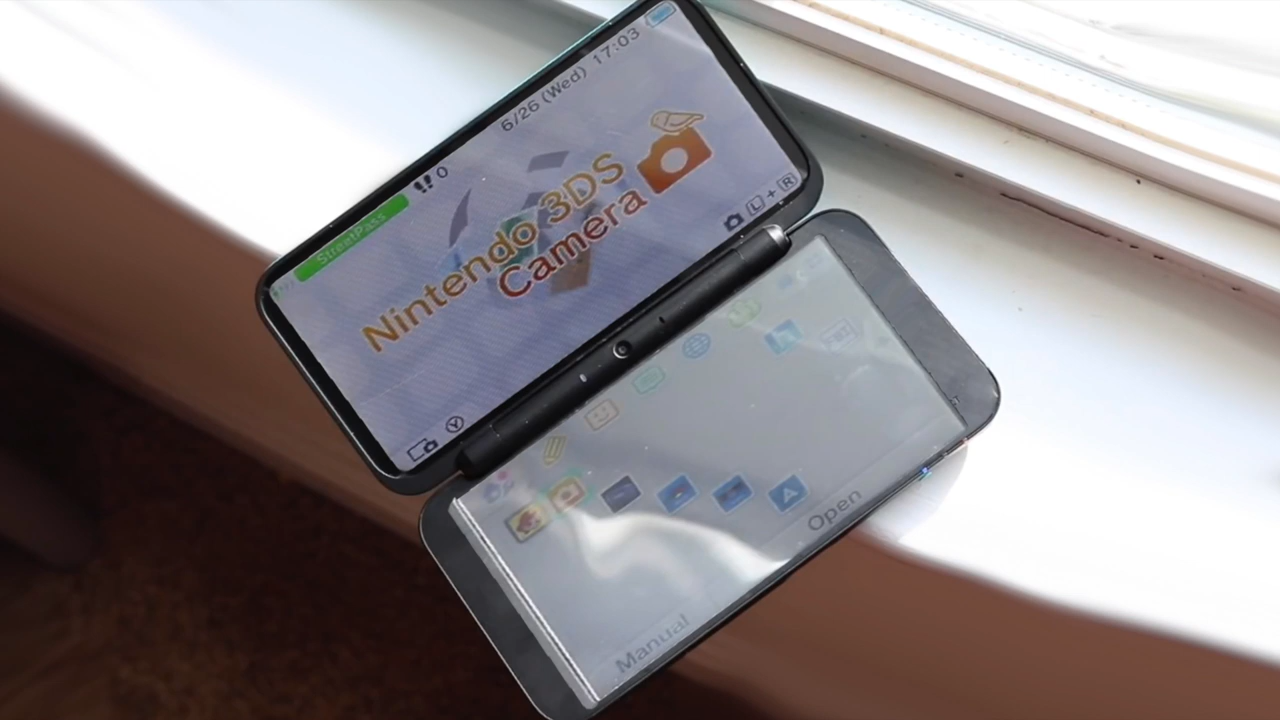 StreetPass
0
6/26 (Wed) 17:03
Nintendo 3DS
Camera
Y
L + R
A
Manual
Open